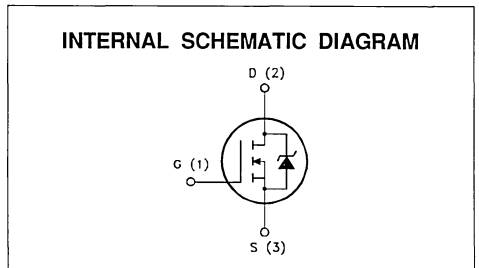 INTERNAL SCHEMATIC DIAGRAM
D (2)
G (1)
S (3)